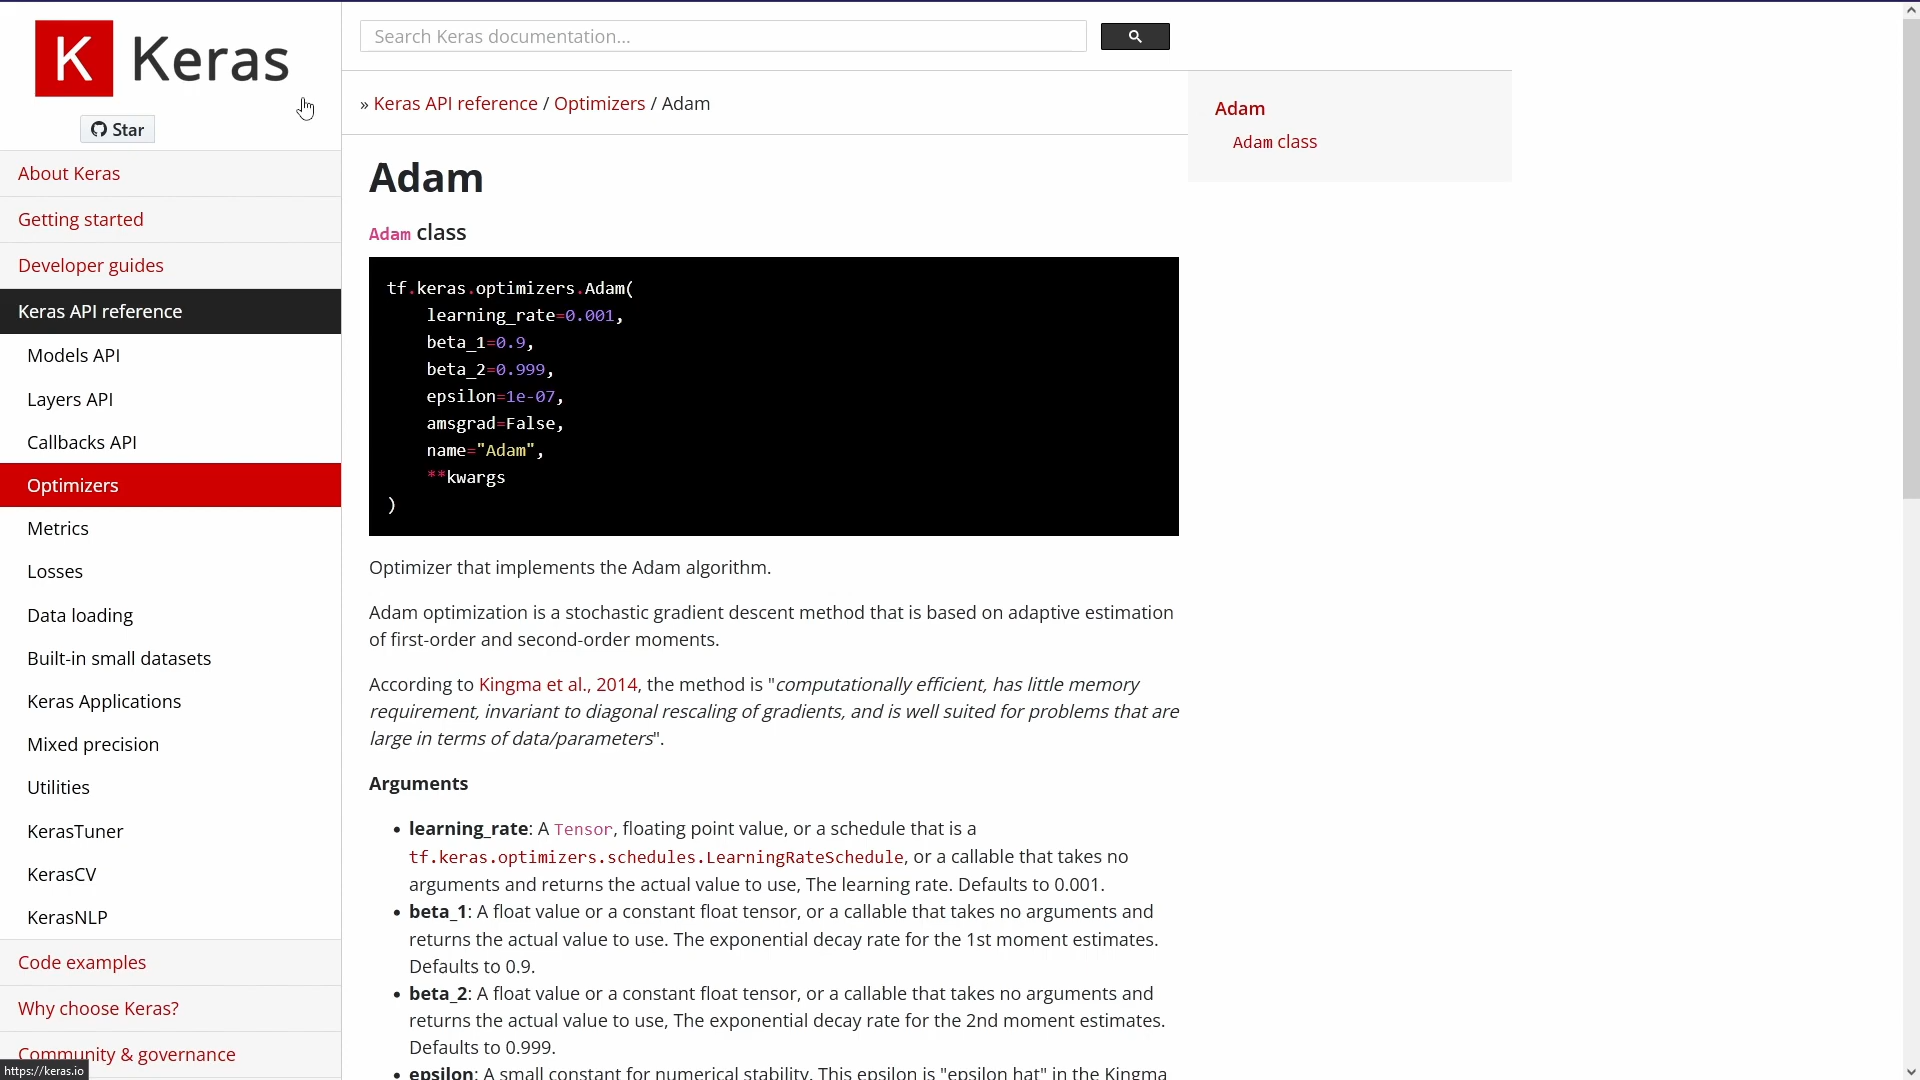 K Keras
Star
About Keras
Getting started
Developer guides
Keras API reference
Models API
Layers API
Callbacks API
Optimizers
Metrics
Losses
Data loading
Built-in small datasets
Keras Applications
Mixed precision
Utilities
KerasTuner
KerasCV
KerasNLP
Code examples
Why choose Keras?
Community & governance
https://keras.io
Search Keras documentation...
» Keras API reference / Optimizers / Adam
Adam
Adam class
tf.keras.optimizers.Adam(
    learning_rate=0.001,
    beta_1=0.9,
    beta_2=0.999,
    epsilon=1e-07,
    amsgrad=False,
    name="Adam",
    **kwargs
)
Optimizer that implements the Adam algorithm.
Adam optimization is a stochastic gradient descent method that is based on adaptive estimation
of first-order and second-order moments.
According to Kingma et al., 2014, the method is "computationally efficient, has little memory
requirement, invariant to diagonal rescaling of gradients, and is well suited for problems that are
large in terms of data/parameters".
Arguments
• learning_rate: A Tensor, floating point value, or a schedule that is a
tf.keras.optimizers.schedules.LearningRateSchedule, or a callable that takes no
arguments and returns the actual value to use, The learning rate. Defaults to 0.001.
• beta_1: A float value or a constant float tensor, or a callable that takes no arguments and
returns the actual value to use. The exponential decay rate for the 1st moment estimates.
Defaults to 0.9.
• beta_2: A float value or a constant float tensor, or a callable that takes no arguments and
returns the actual value to use, The exponential decay rate for the 2nd moment estimates.
Defaults to 0.999.
• epsilon: A small constant for numerical stability. This epsilon is "epsilon hat" in the Kingma
Adam
Adam class